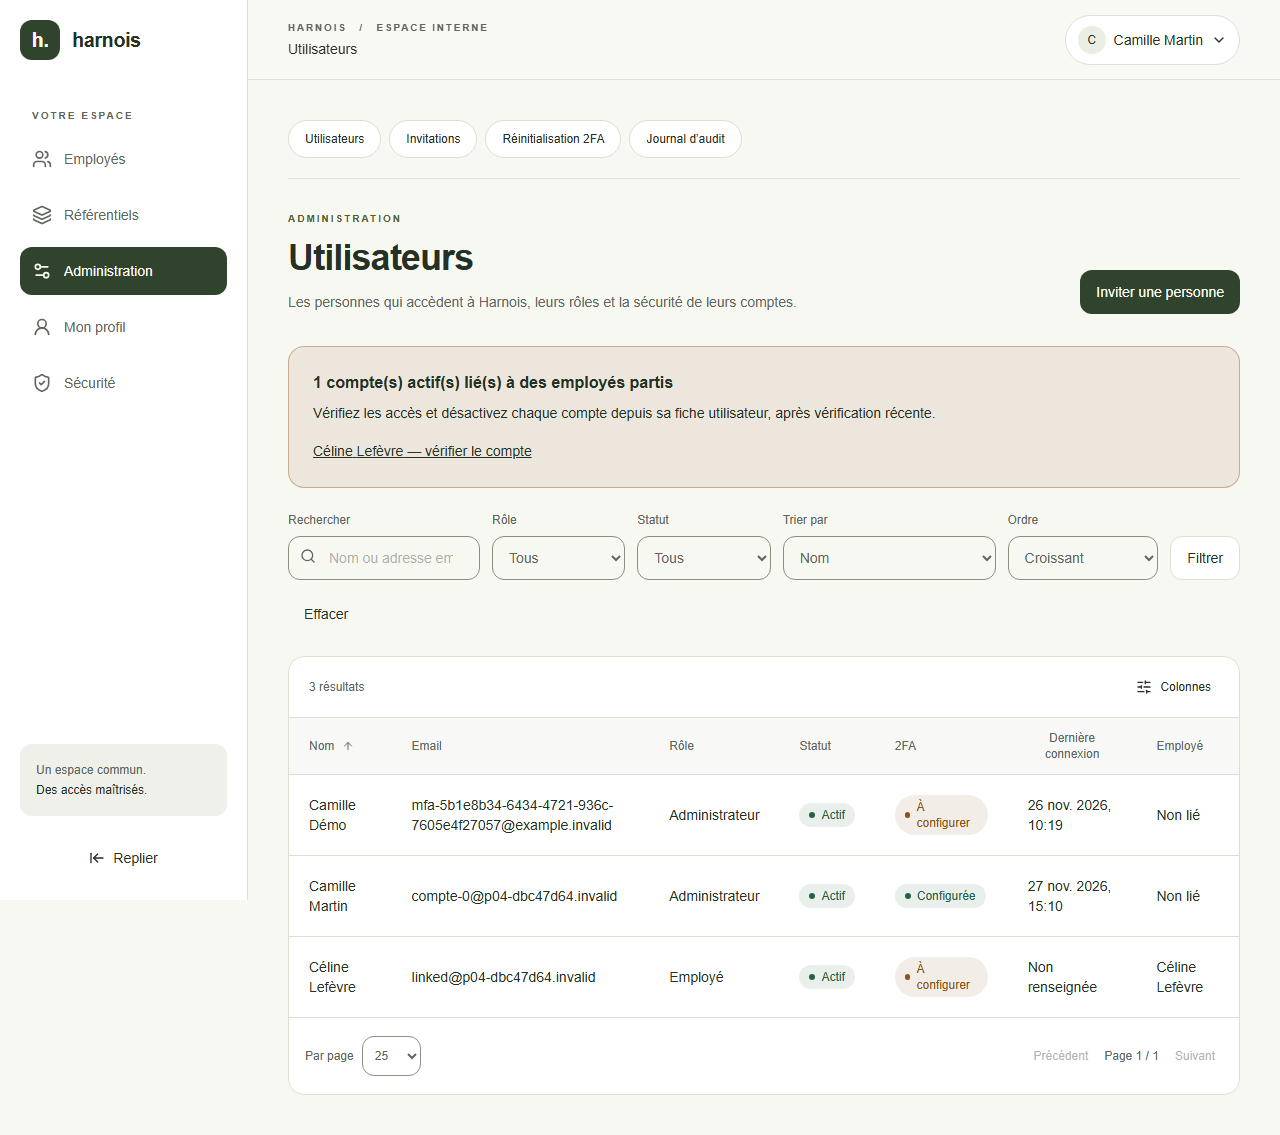 h. harnois
HARNOIS / ESPACE INTERNE
Utilisateurs
C Camille Martin
VOTRE ESPACE
Employés
Référentiels
Administration
Mon profil
Sécurité
Un espace commun.
Des accès maîtrisés.
Replier
Utilisateurs Invitations Réinitialisation 2FA Journal d'audit
ADMINISTRATION
Utilisateurs
Les personnes qui accèdent à Harnois, leurs rôles et la sécurité de leurs comptes.
Inviter une personne
1 compte(s) actif(s) lié(s) à des employés partis
Vérifiez les accès et désactivez chaque compte depuis sa fiche utilisateur, après vérification récente.
Céline Lefèvre — vérifier le compte
Rechercher Rôle Statut Trier par Ordre
Nom ou adresse em Tous Tous Nom Croissant Filtrer
Effacer
3 résultats Colonnes
Nom Email Rôle Statut 2FA Dernière connexion Employé
Camille Démo mfa-5b1e8b34-6434-4721-936c-7605e4f27057@example.invalid Administrateur Actif À configurer 26 nov. 2026, 10:19 Non lié
Camille Martin compte-0@p04-dbc47d64.invalid Administrateur Actif Configurée 27 nov. 2026, 15:10 Non lié
Céline Lefèvre linked@p04-dbc47d64.invalid Employé Actif À configurer Non renseignée Céline Lefèvre
Par page 25 Précédent Page 1 / 1 Suivant